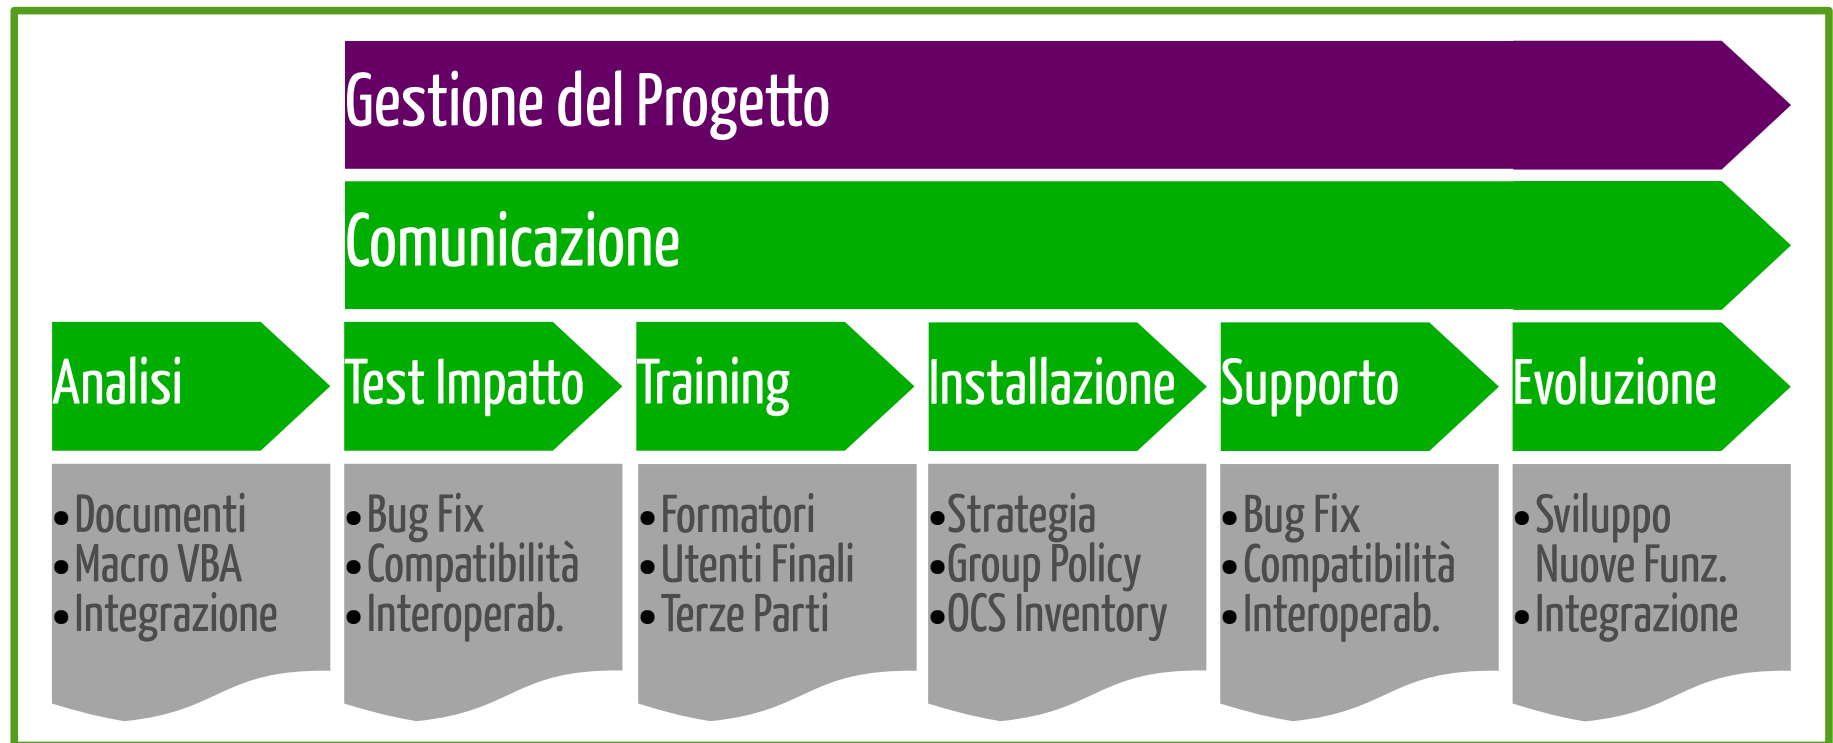 Gestione del Progetto
Comunicazione
Analisi
Test Impatto
Training
Installazione
Supporto
Evoluzione
•Documenti
•Macro VBA
•Integrazione
•Bug Fix
•Compatibilità
•Interoperab.
•Formatori
•Utenti Finali
•Terze Parti
•Strategia
•Group Policy
•OCS Inventory
•Bug Fix
•Compatibilità
•Interoperab.
•Sviluppo
Nuove Funz.
•Integrazione